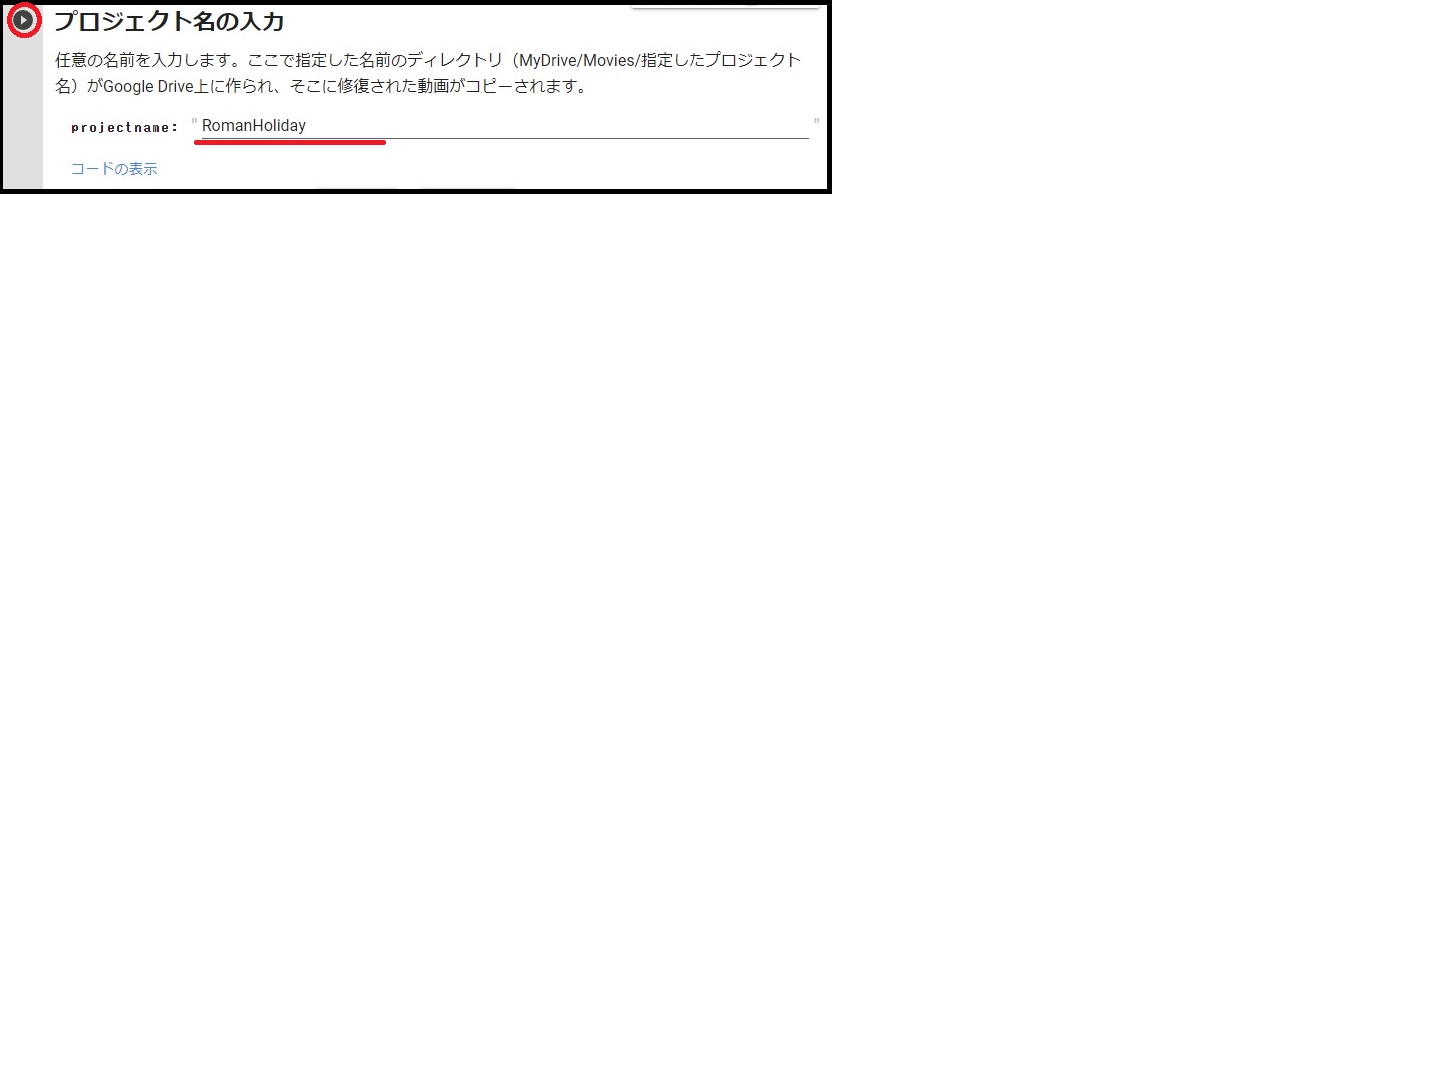 プロジェクト名の入力
任意の名前を入力します。ここで指定した名前のディレクトリ（MyDrive/Movies/指定したプロジェクト
名）がGoogle Drive上に作られ、そこに修復された動画がコピーされます。
projectname: " RomanHoliday "
コードの表示